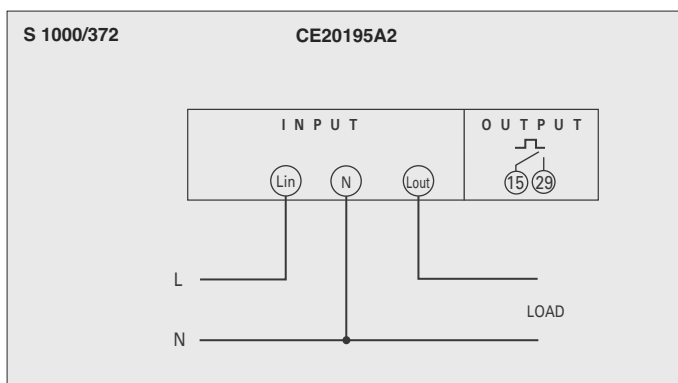 S 1000/372 CE20195A2
INPUT OUTPUT
Lin N Lout 15 29
L
LOAD
N